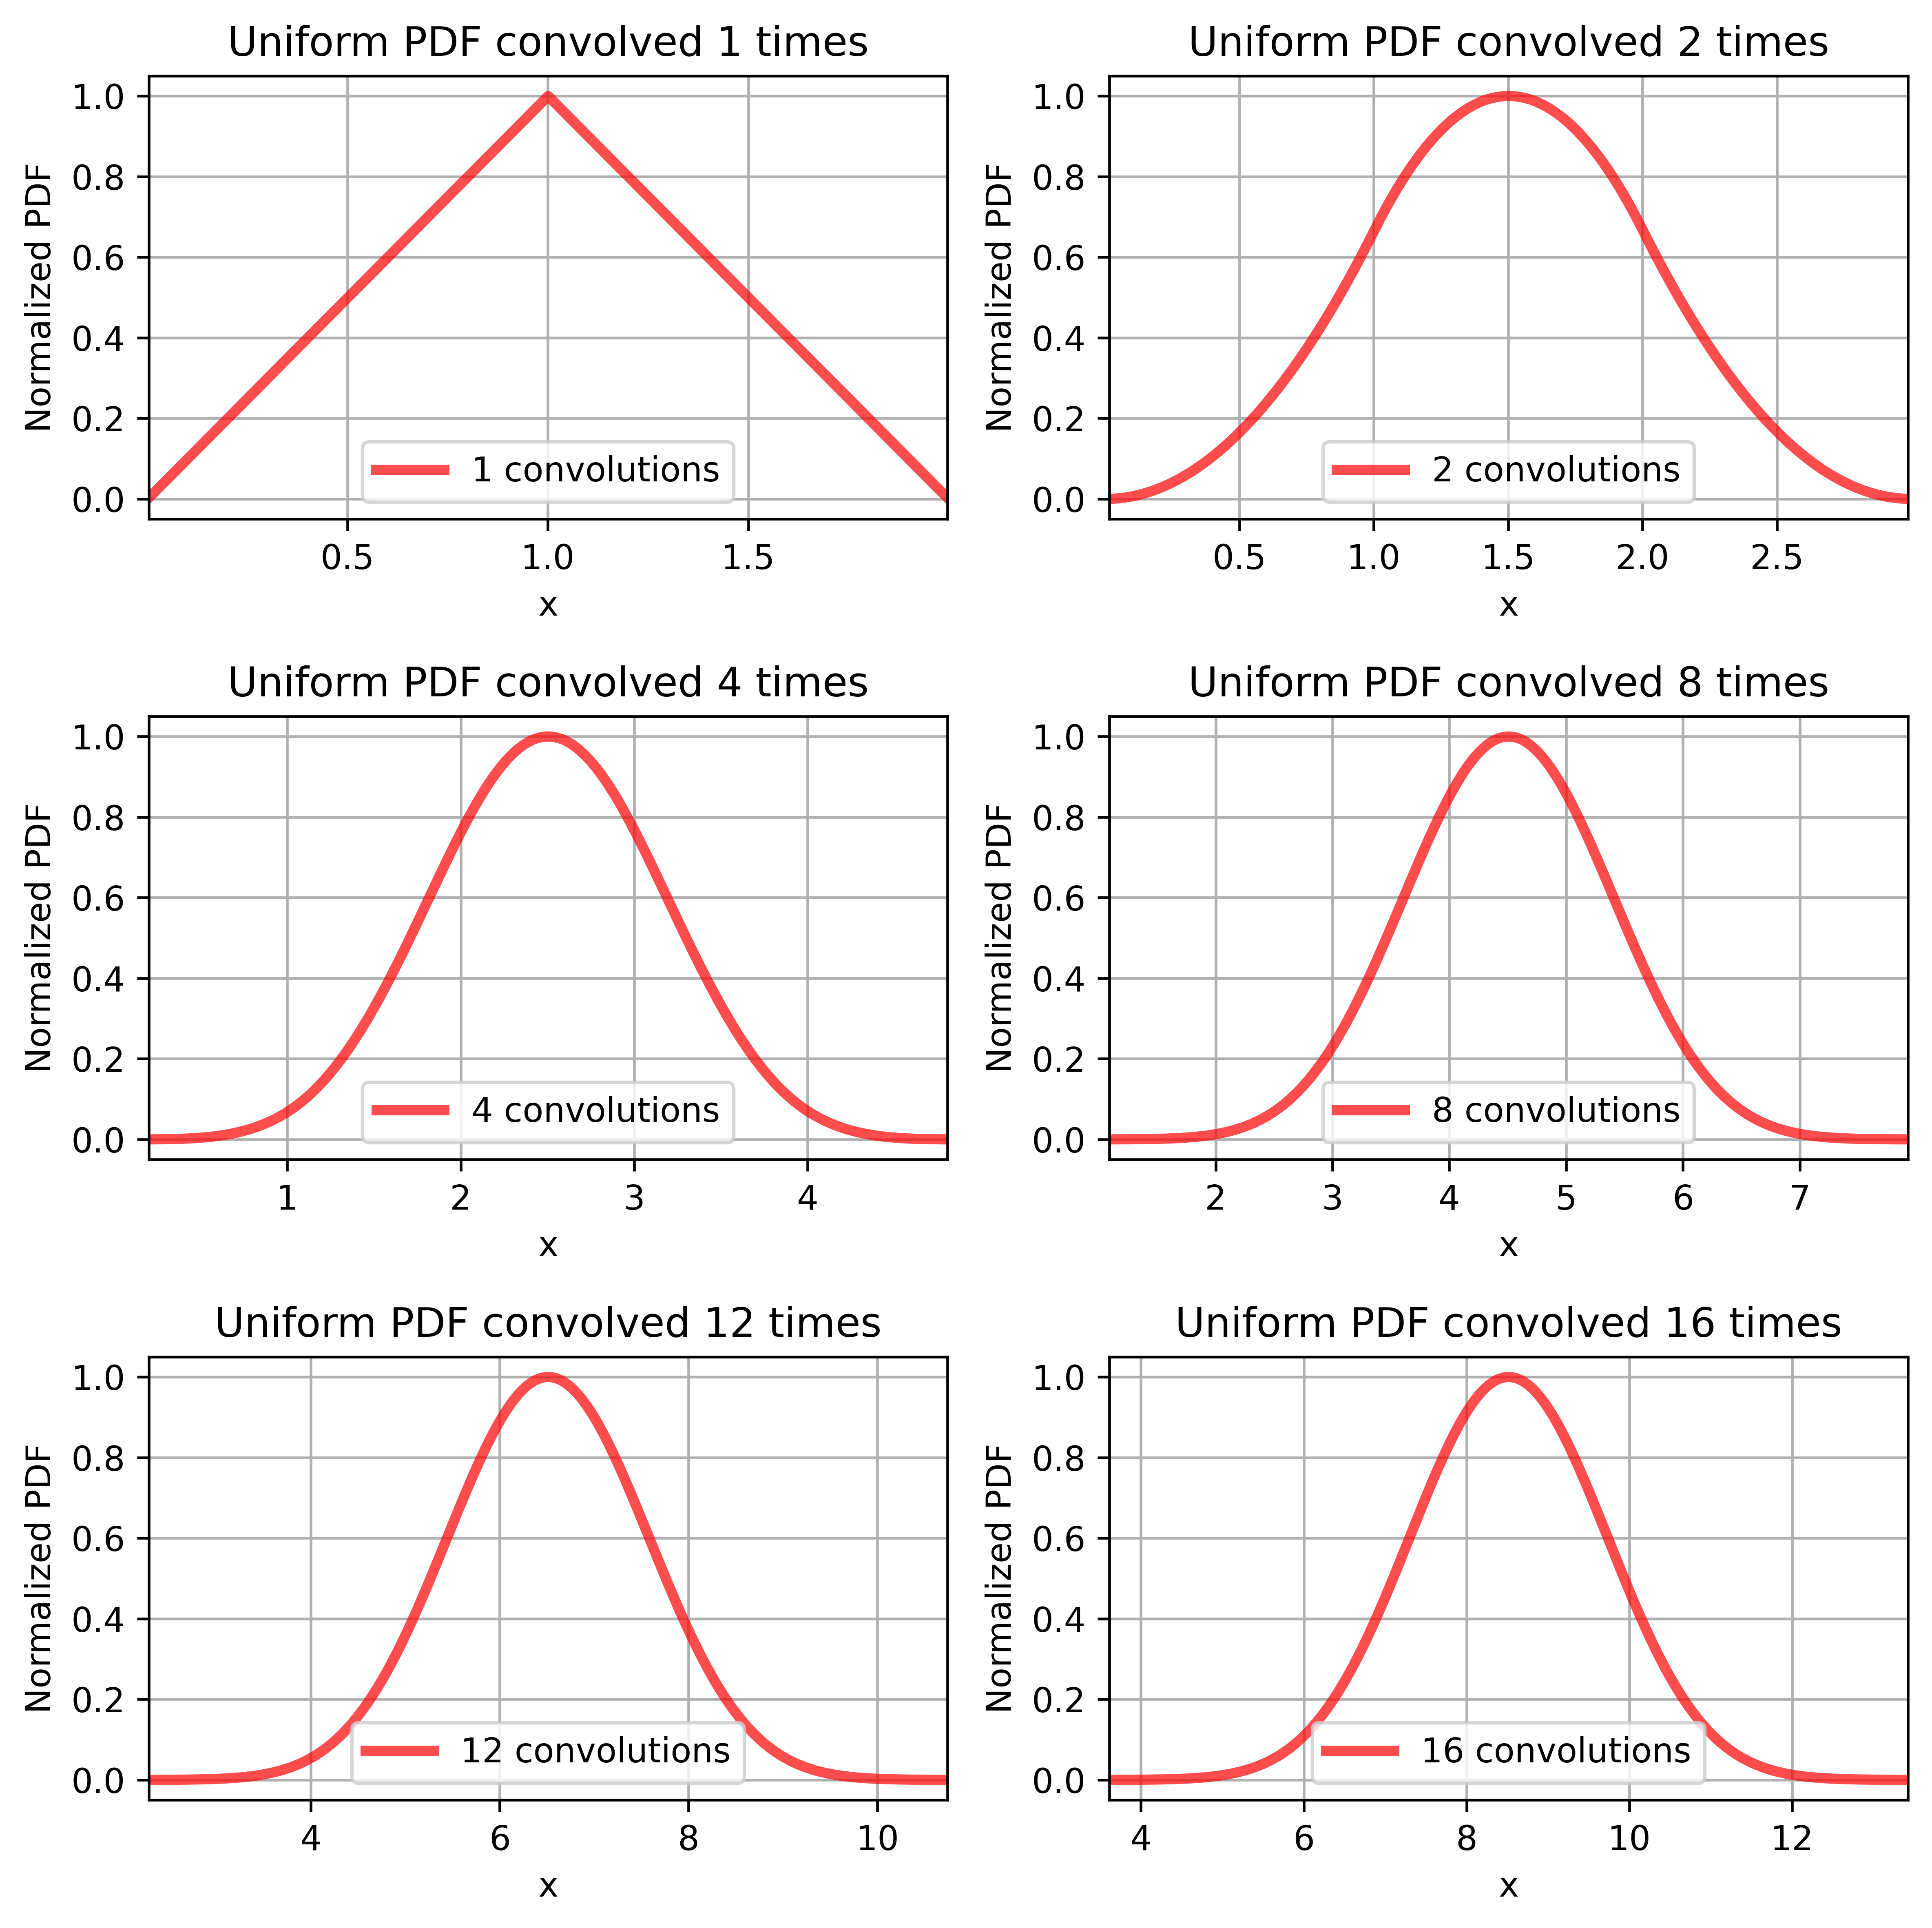 Uniform PDF convolved 1 times
Normalized PDF
1.0
0.8
0.6
0.4
0.2
0.0
1 convolutions
0.5 1.0 1.5
x
Uniform PDF convolved 2 times
Normalized PDF
1.0
0.8
0.6
0.4
0.2
0.0
2 convolutions
0.5 1.0 1.5 2.0 2.5
x
Uniform PDF convolved 4 times
Normalized PDF
1.0
0.8
0.6
0.4
0.2
0.0
4 convolutions
1 2 3 4
x
Uniform PDF convolved 8 times
Normalized PDF
1.0
0.8
0.6
0.4
0.2
0.0
8 convolutions
2 3 4 5 6 7
x
Uniform PDF convolved 12 times
Normalized PDF
1.0
0.8
0.6
0.4
0.2
0.0
12 convolutions
4 6 8 10
x
Uniform PDF convolved 16 times
Normalized PDF
1.0
0.8
0.6
0.4
0.2
0.0
16 convolutions
4 6 8 10 12
x